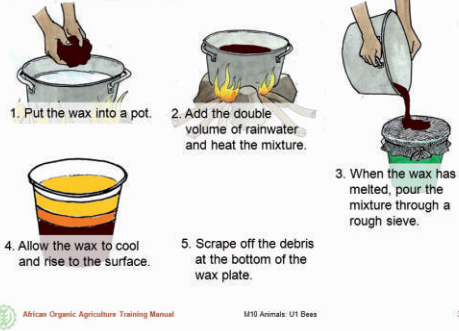 1. Put the wax into a pot.
2. Add the double
volume of rainwater
and heat the mixture.
3. When the wax has
melted, pour the
mixture through a
rough sieve.
4. Allow the wax to cool
and rise to the surface.
5. Scrape off the debris
at the bottom of the
wax plate.
African Organic Agriculture Training Manual
M10 Animals: U1 Bees